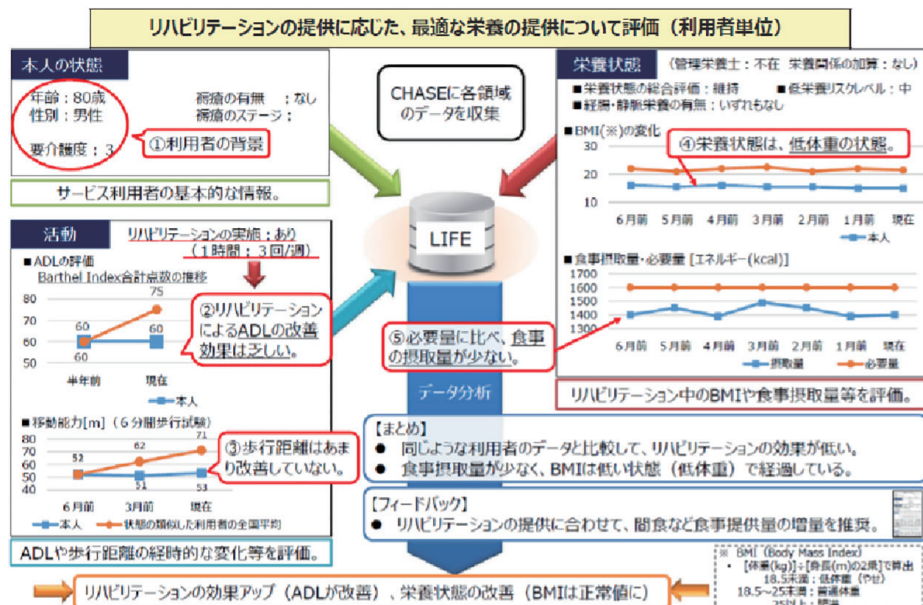 リハビリテーションの提供に応じた、最適な栄養の提供について評価（利用者単位）
本人の状態
年齢：80歳
性別：男性
要介護度：3
褥瘡の有無　：なし
褥瘡のステージ：
①利用者の背景
サービス利用者の基本的な情報。
CHASEに各領域
のデータを収集
LIFE
データ分析
栄養状態
（管理栄養士：不在 栄養関係の加算：なし）
■栄養状態の総合評価：維持
■低栄養リスクレベル：中
■経腸・静脈栄養の有無：いずれもなし
■BMI(※)の変化
④栄養状態は、低体重の状態。
30
20
10
6月前 5月前 4月前 3月前 2月前 1月前 現在
本人
■食事摂取量・必要量 [エネルギー(kcal)]
1700
1600
1500
1400
1300
6月前 5月前 4月前 3月前 2月前 1月前 現在
摂取量 必要量
⑤必要量に比べ、食事
の摂取量が少ない。
リハビリテーション中のBMIや食事摂取量等を評価。
活動
リハビリテーションの実施：あり
（1時間：3回/週）
■ADLの評価
Barthel Index合計点数の推移
80
70
60
50
75
60
60
60
半年前 現在
本人
②リハビリテーション
によるADLの改善
効果は乏しい。
■移動能力[m]（6分間歩行試験）
80
70
60
50
40
52
62
71
51
53
6月前 3月前 現在
本人 状態の類似した利用者の全国平均
③歩行距離はあま
り改善していない。
ADLや歩行距離の経時的な変化等を評価。
【まとめ】
● 同じような利用者のデータと比較して、リハビリテーションの効果が低い。
● 食事摂取量が少なく、BMIは低い状態（低体重）で経過している。
【フィードバック】
● リハビリテーションの提供に合わせて、間食など食事提供量の増量を推奨。
リハビリテーションの効果アップ（ADLが改善）、栄養状態の改善（BMIは正常値に）
※ BMI（Body Mass Index）
・ [体重(kg)]÷[身長(m)の2乗]で算出
18.5未満：低体重（やせ）
18.5～25未満：普通体重
25以上：肥満